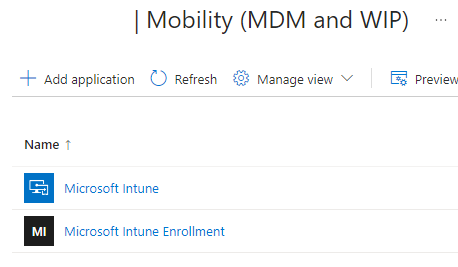 | Mobility (MDM and WIP) ...
Add application Refresh Manage view Preview
Name ↑
Microsoft Intune
MI Microsoft Intune Enrollment